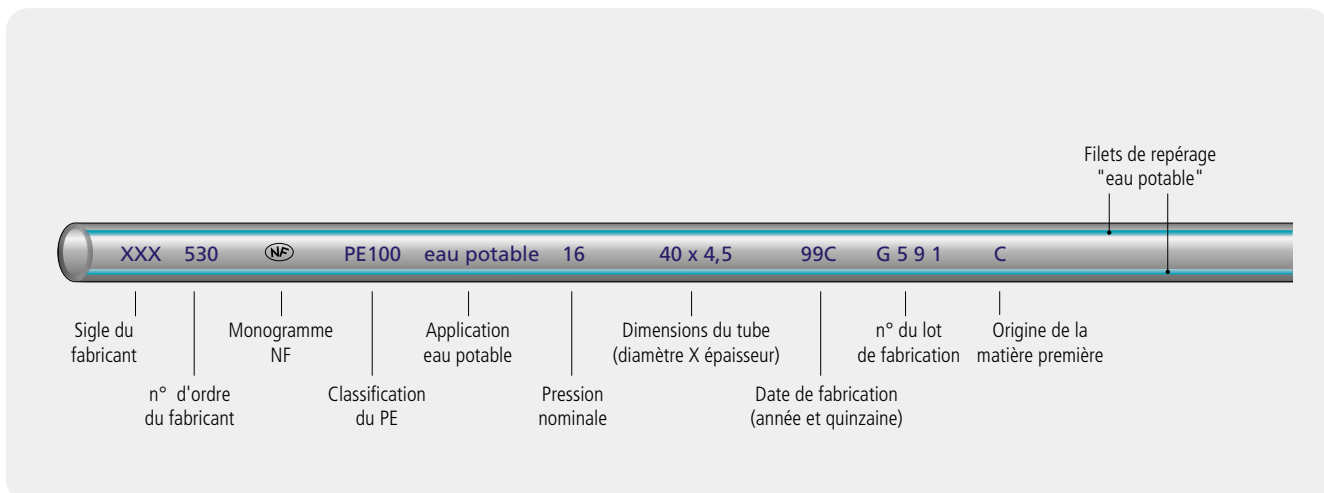 Filets de repérage
"eau potable"
XXX 530 NF PE100 eau potable 16 40 x 4,5 99C G 5 9 1 C
Sigle du
fabricant
Monogramme
NF
Application
eau potable
Dimensions du tube
(diamètre X épaisseur)
n° du lot
de fabrication
Origine de la
matière première
n° d'ordre
du fabricant
Classification
du PE
Pression
nominale
Date de fabrication
(année et quinzaine)